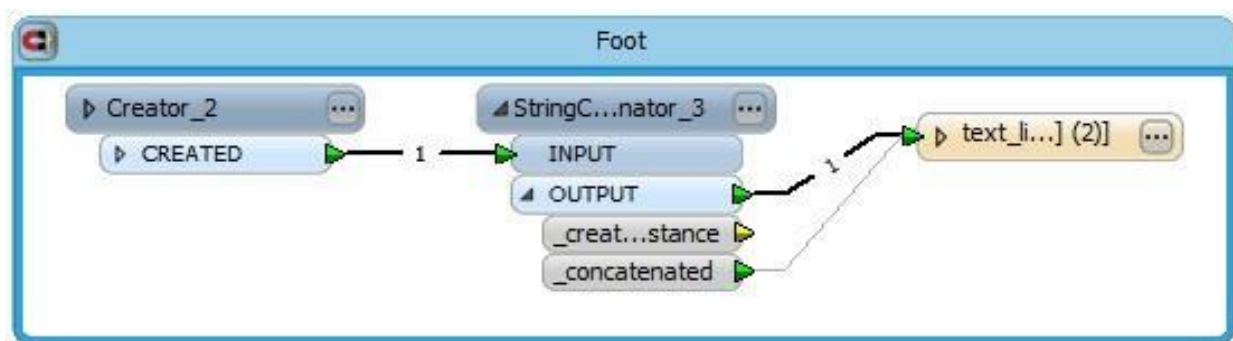 Foot
Creator_2 ...
CREATED
1
StringC...nator_3 ...
INPUT
OUTPUT
_creat...stance
_concatenated
1
text_li...] (2)] ...